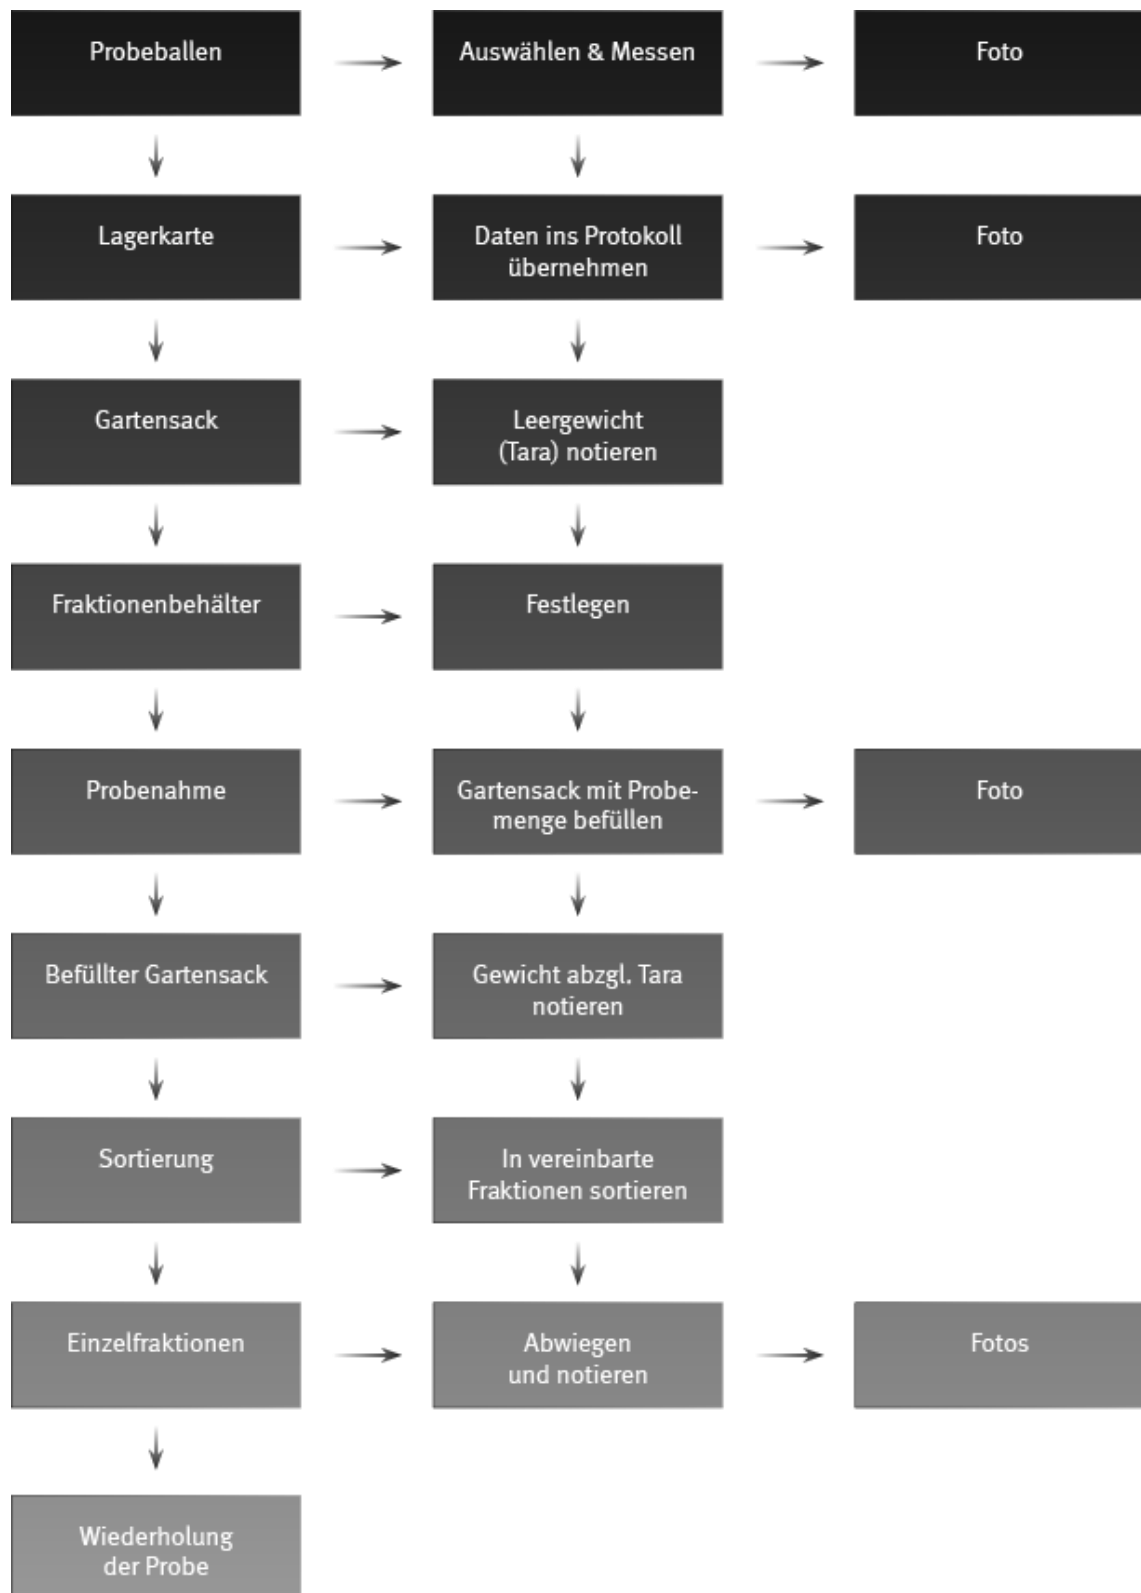 Probeballen
Auswählen & Messen
Foto
Lagerkarte
Daten ins Protokoll
übernehmen
Foto
Gartensack
Leergewicht
(Tara) notieren
Fraktionenbehälter
Festlegen
Probenahme
Gartensack mit Probe-
menge befüllen
Foto
Befüllter Gartensack
Gewicht abzgl. Tara
notieren
Sortierung
In vereinbarte
Fraktionen sortieren
Einzelfraktionen
Abwiegen
und notieren
Fotos
Wiederholung
der Probe